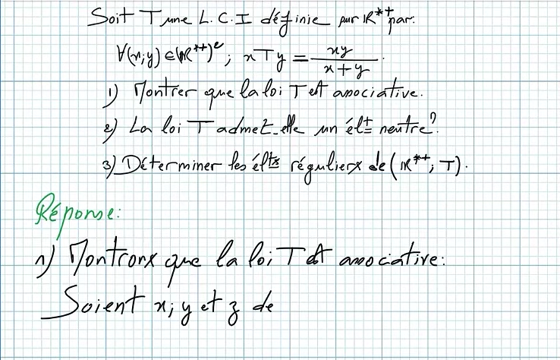 Soit T une L.C.I définie sur ℝ*⁺ par:
∀(x;y)∈(ℝ*⁺)²; xTy = xy/(x+y).
1) Montrer que la loi T est associative.
2) La loi T admet-elle un élt neutre?
3) Déterminer les élts réguliers de (ℝ*⁺; T).
Réponse:
1) Montrons que la loi T est associative:
Soient x; y et z de